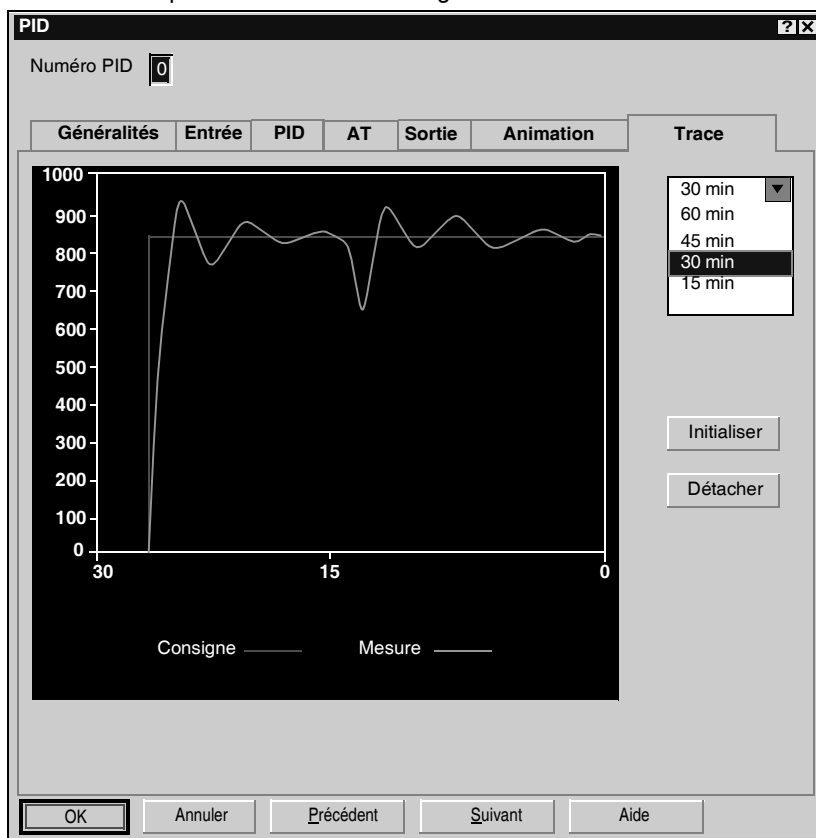 PID
Numéro PID 0
Généralités Entrée PID AT Sortie Animation Trace
1000
900
800
700
600
500
400
300
200
100
0
30 15 0
Consigne Mesure
30 min
60 min
45 min
30 min
15 min
Initialiser
Détacher
OK Annuler Précédent Suivant Aide